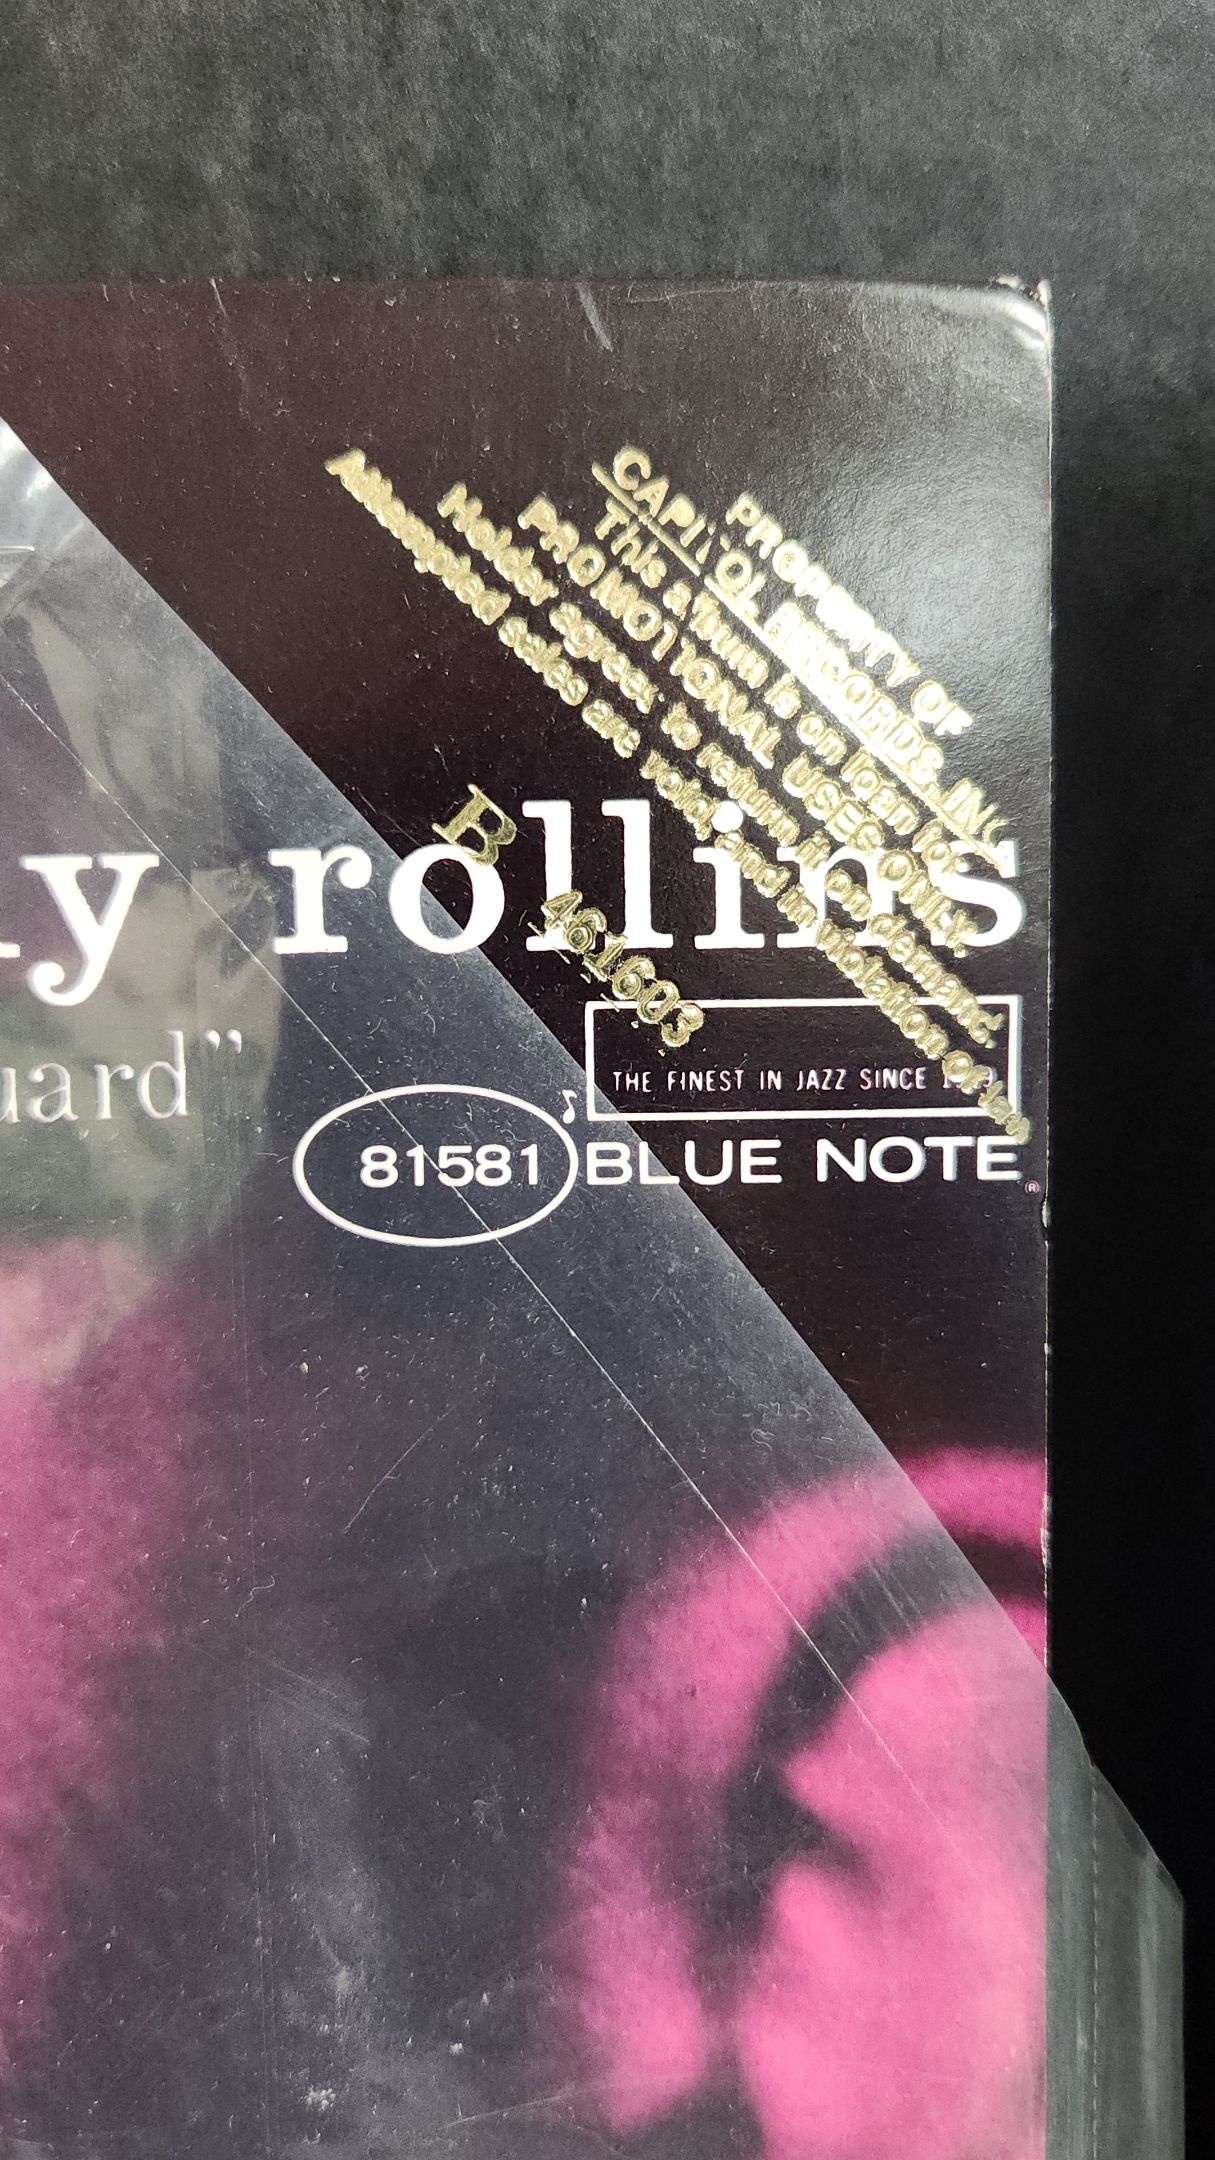 PROPERTY OF
CAPITOL RECORDS, INC
This album is on loan for
PROMOTIONAL USES ONLY.
Holder agrees to return it on demand.
Attempted sales are void and in violation of law
B 461603
y rollins
uard"
THE FINEST IN JAZZ SINCE 1939
81581 BLUE NOTE®